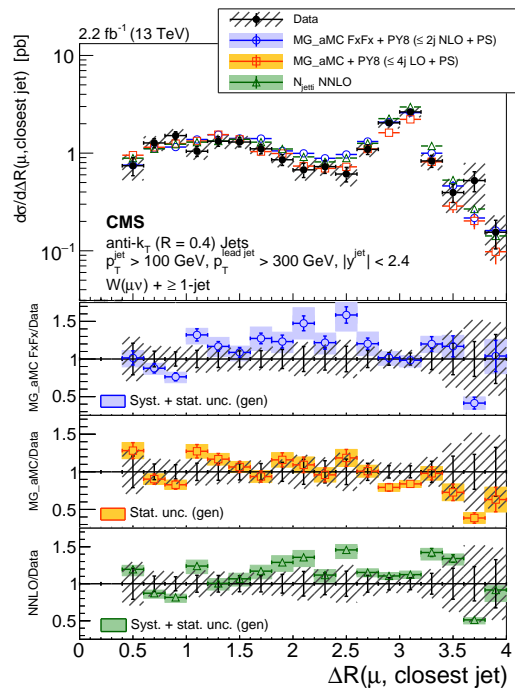 2.2 fb⁻¹ (13 TeV)
Data
MG_aMC FxFx + PY8 (≤ 2j NLO + PS)
MG_aMC + PY8 (≤ 4j LO + PS)
N_jetti NNLO
dσ/dΔR(μ, closest jet) [pb]
10
1
10⁻¹
CMS
anti-k_T (R = 0.4) Jets
p_T^jet > 100 GeV, p_T^lead jet > 300 GeV, |y^jet| < 2.4
W(μν) + ≥ 1-jet
MG_aMC FxFx/Data
1.5
1
0.5
Syst. + stat. unc. (gen)
MG_aMC/Data
1.5
1
0.5
Stat. unc. (gen)
NNLO/Data
1.5
1
0.5
Syst. + stat. unc. (gen)
0 0.5 1 1.5 2 2.5 3 3.5 4
ΔR(μ, closest jet)